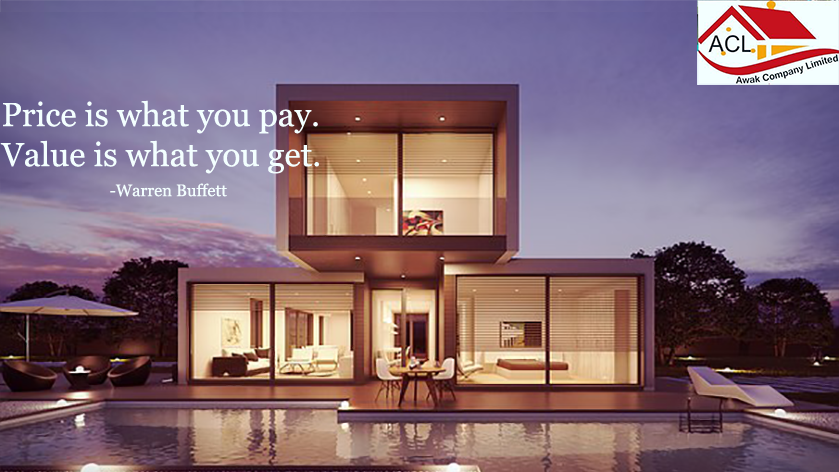 Price is what you pay.
Value is what you get.
-Warren Buffett
ACL
Awak Company Limited